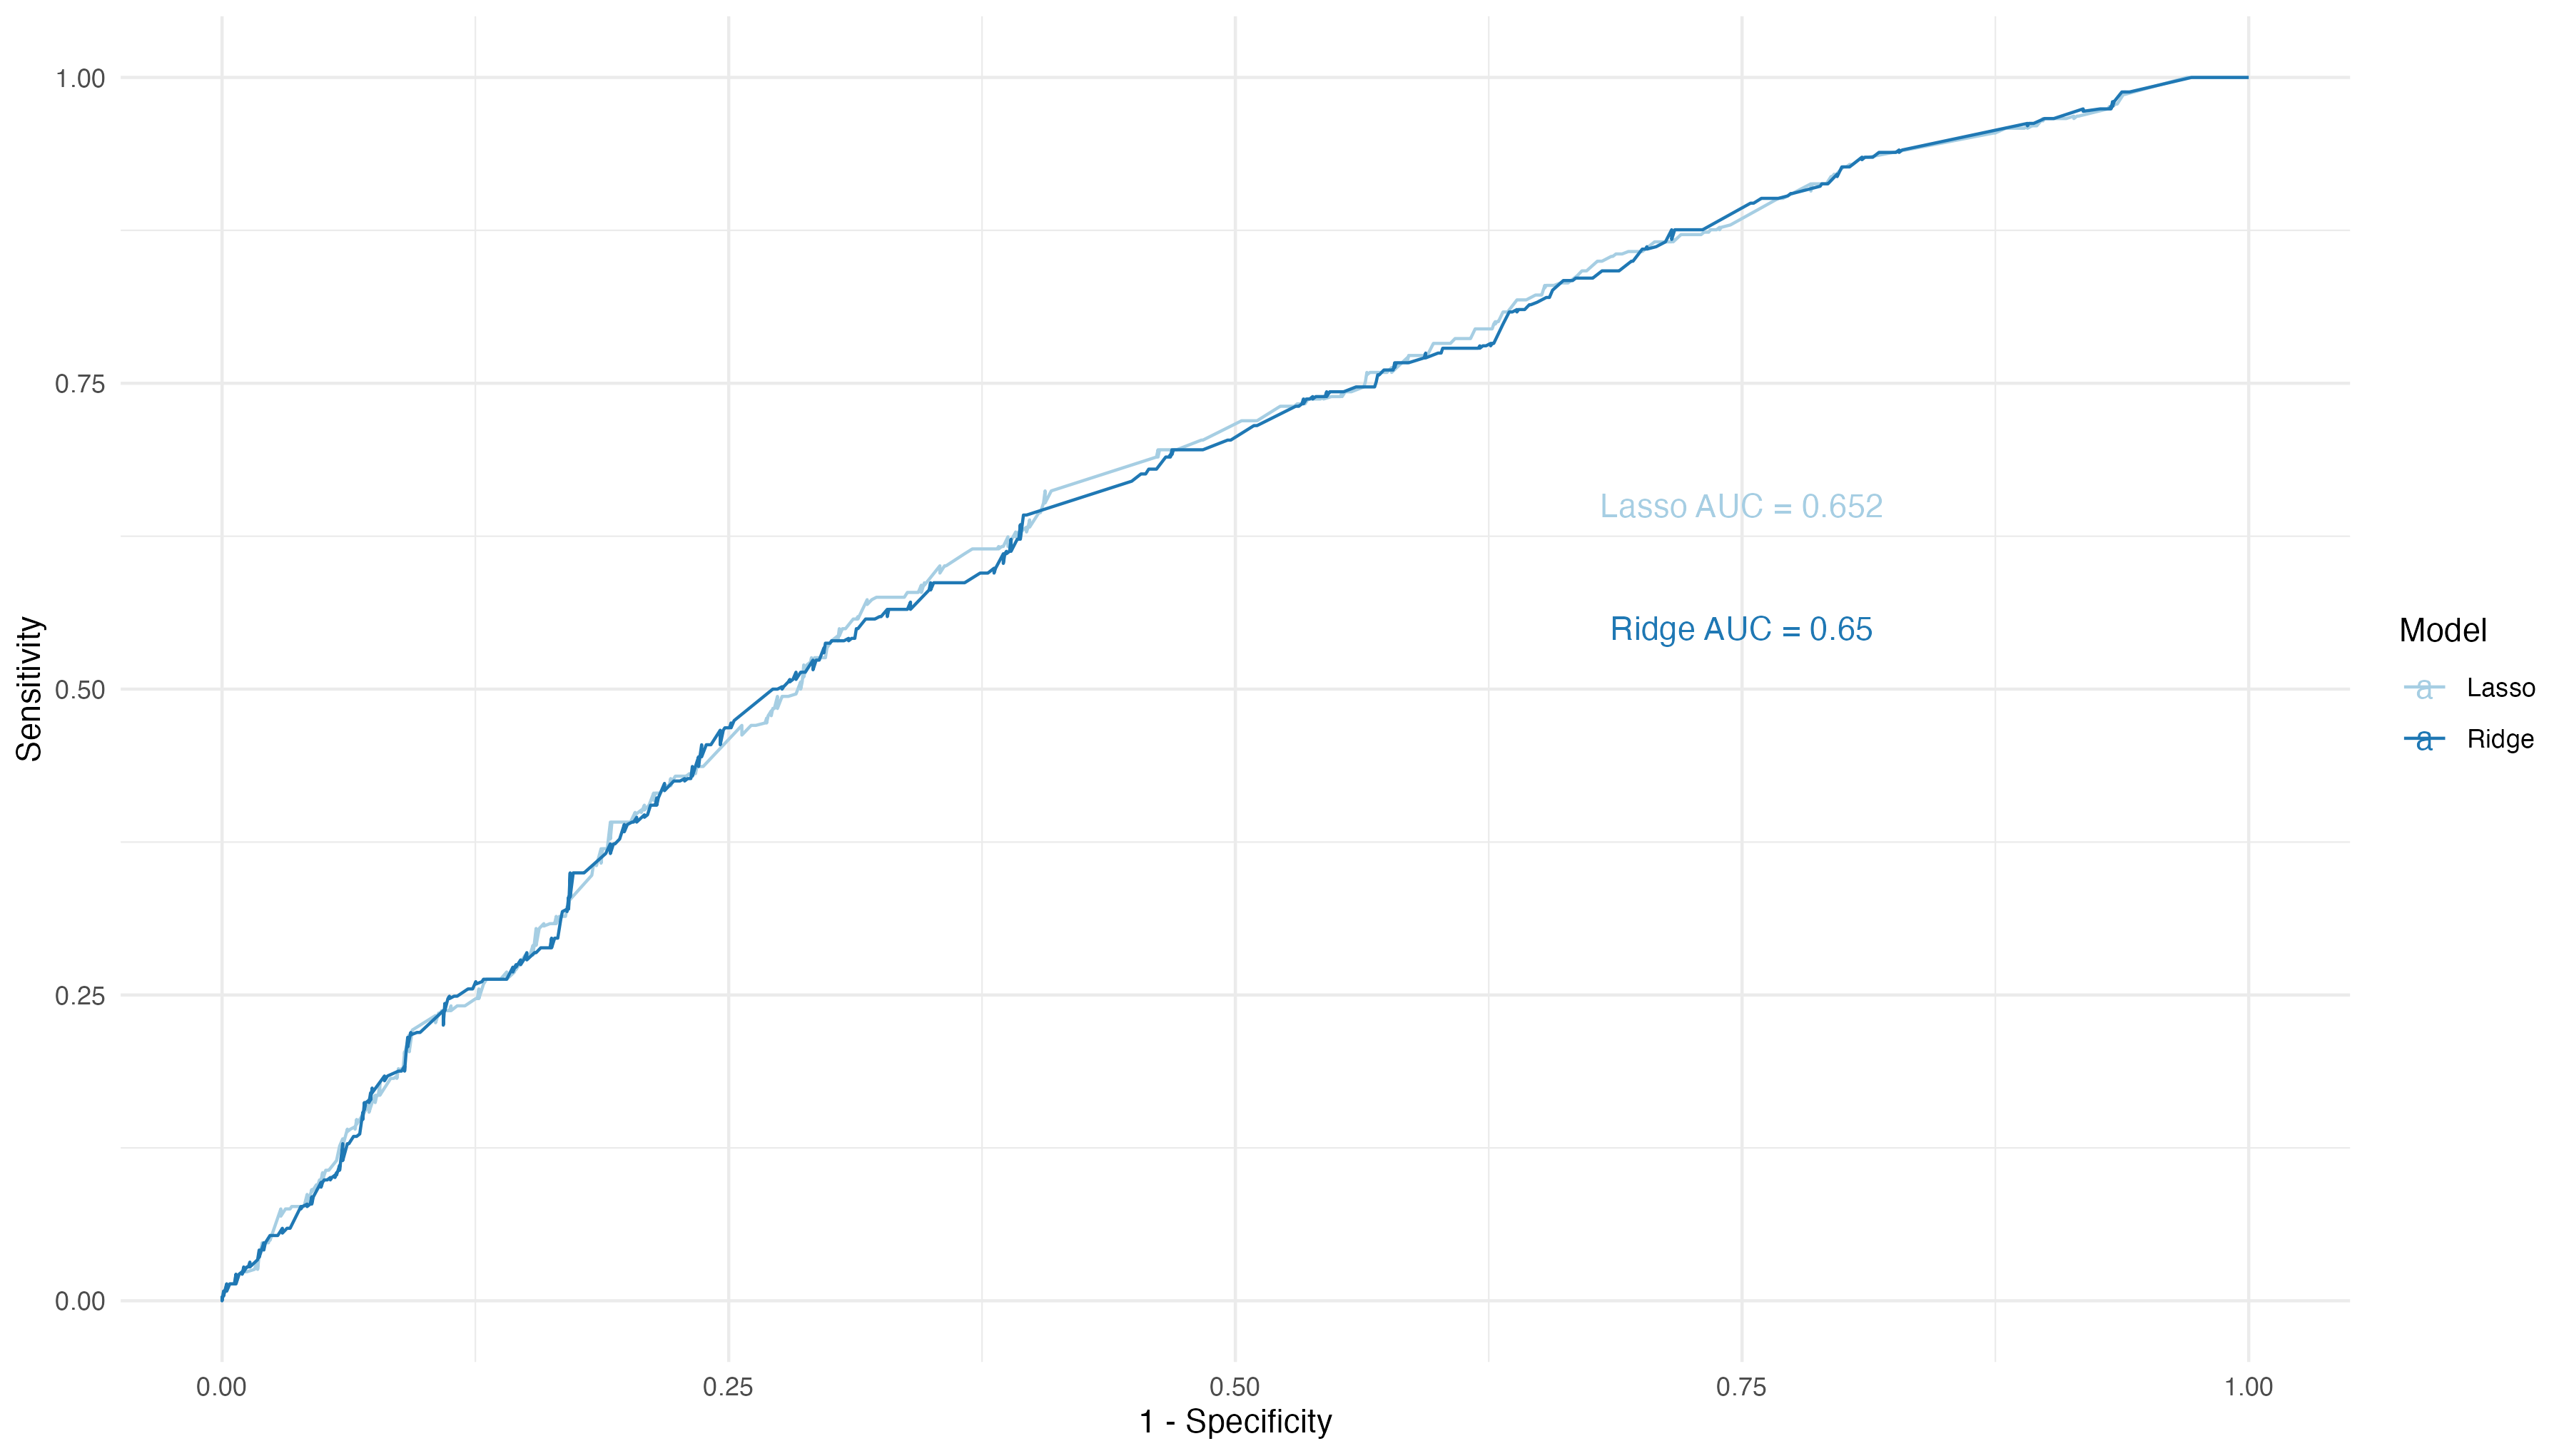 1.00
0.75
0.50
0.25
0.00
Sensitivity
Lasso AUC = 0.652
Ridge AUC = 0.65
Model
a Lasso
a Ridge
0.00 0.25 0.50 0.75 1.00
1 - Specificity